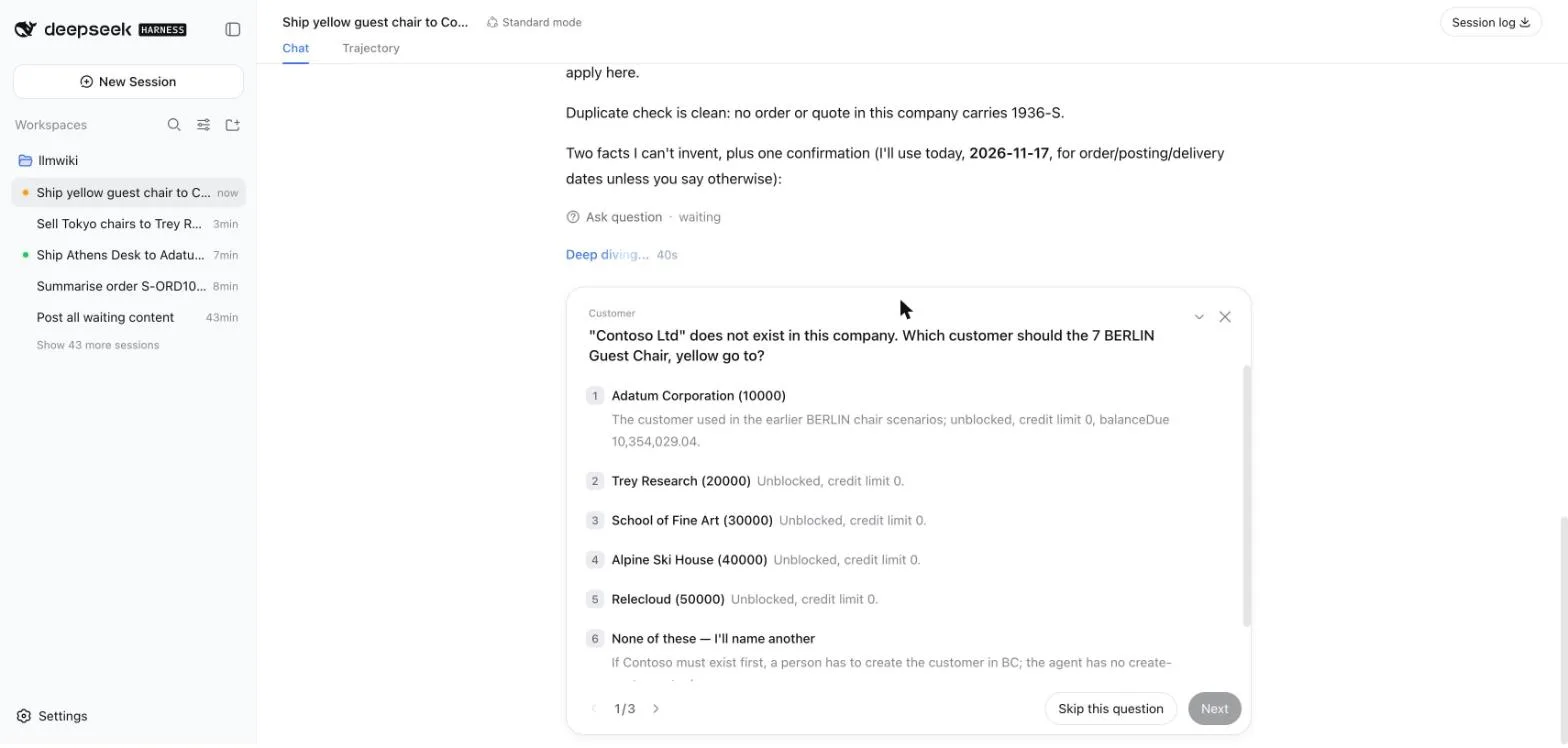 deepseek HARNESS
New Session
Workspaces
llmwiki
Ship yellow guest chair to C... now
Sell Tokyo chairs to Trey R... 3min
Ship Athens Desk to Adatu... 7min
Summarise order S-ORD10... 8min
Post all waiting content 43min
Show 43 more sessions
Settings
Ship yellow guest chair to Co... Standard mode
Session log
Chat Trajectory
apply here.
Duplicate check is clean: no order or quote in this company carries 1936-S.
Two facts I can't invent, plus one confirmation (I'll use today, 2026-11-17, for order/posting/delivery
dates unless you say otherwise):
Ask question · waiting
Deep diving... 40s
Customer
"Contoso Ltd" does not exist in this company. Which customer should the 7 BERLIN
Guest Chair, yellow go to?
1 Adatum Corporation (10000)
The customer used in the earlier BERLIN chair scenarios; unblocked, credit limit 0, balanceDue
10,354,029.04.
2 Trey Research (20000) Unblocked, credit limit 0.
3 School of Fine Art (30000) Unblocked, credit limit 0.
4 Alpine Ski House (40000) Unblocked, credit limit 0.
5 Relecloud (50000) Unblocked, credit limit 0.
6 None of these — I'll name another
If Contoso must exist first, a person has to create the customer in BC; the agent has no create-
1/3
Skip this question
Next